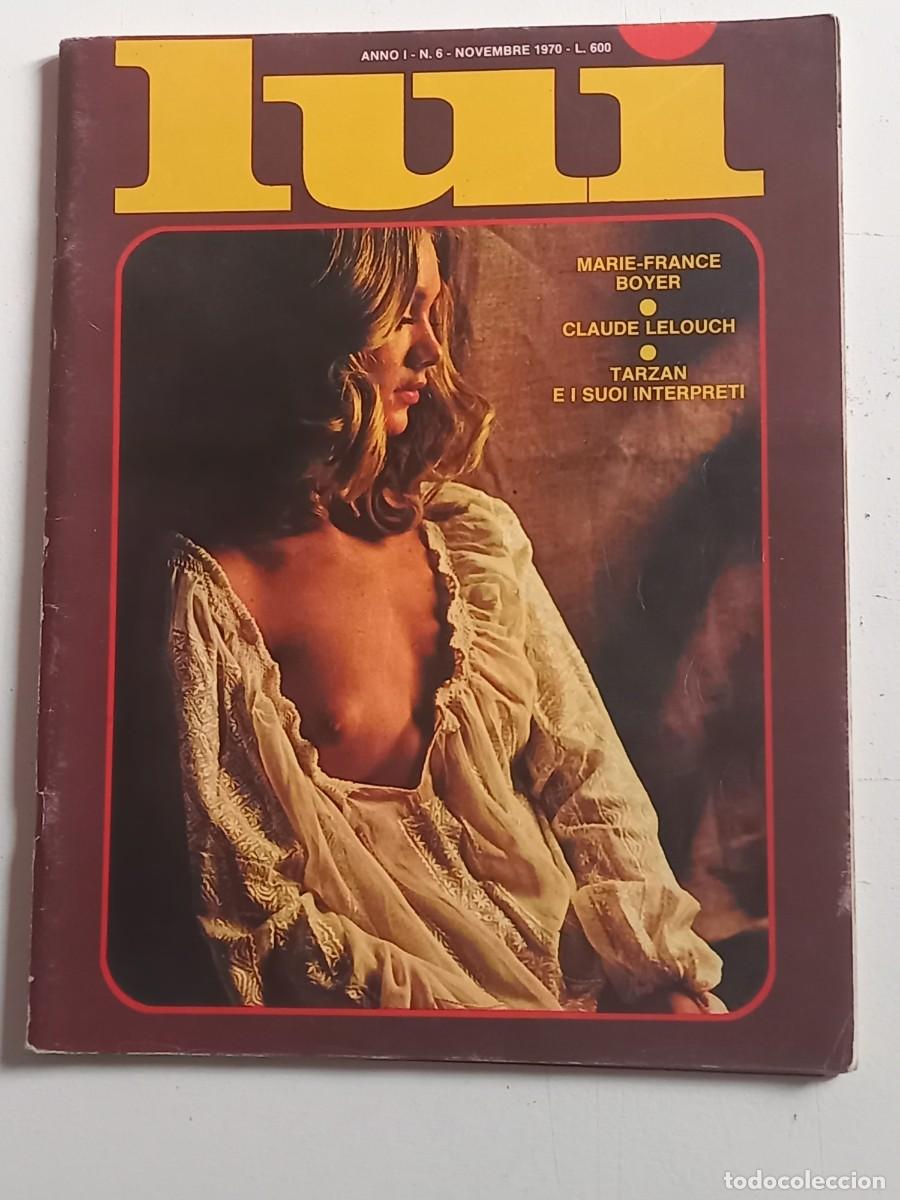 ANNO I - N. 6 - NOVEMBRE 1970 - L. 600
lui
MARIE-FRANCE
BOYER
CLAUDE LELOUCH
TARZAN
E I SUOI INTERPRETI
todocoleccion